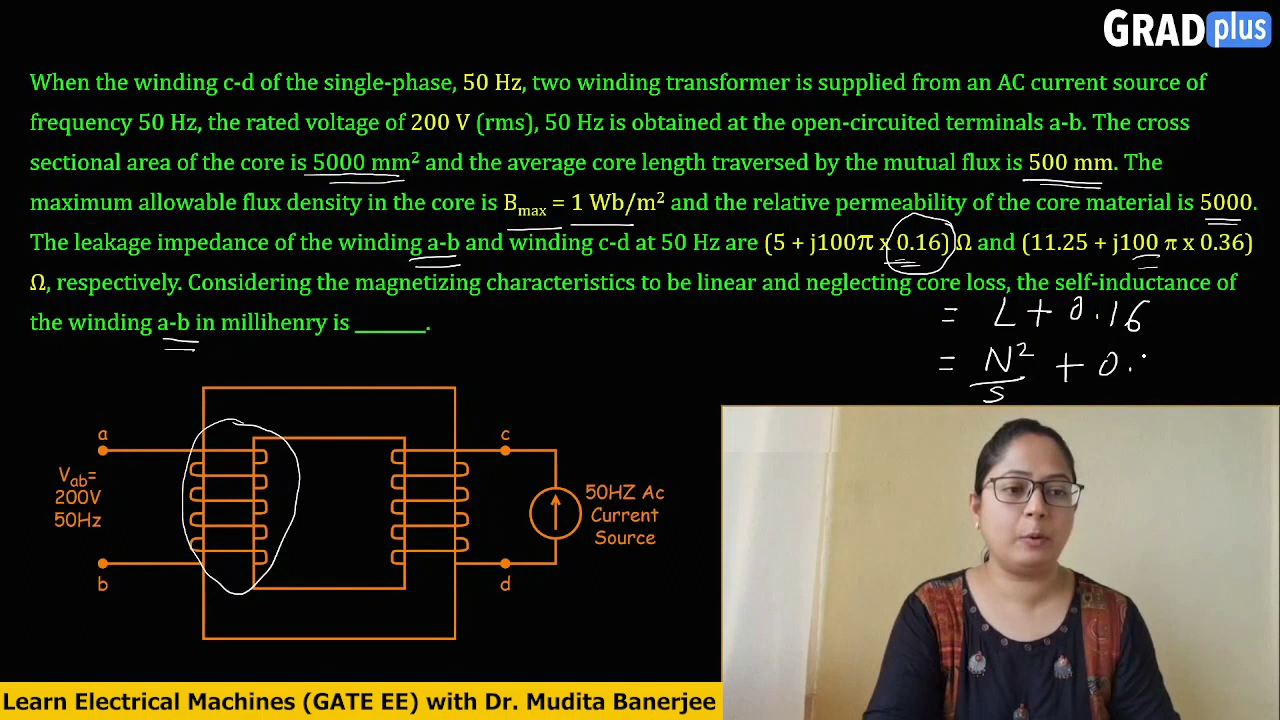 GRADplus
When the winding c-d of the single-phase, 50 Hz, two winding transformer is supplied from an AC current source of
frequency 50 Hz, the rated voltage of 200 V (rms), 50 Hz is obtained at the open-circuited terminals a-b. The cross
sectional area of the core is 5000 mm² and the average core length traversed by the mutual flux is 500 mm. The
maximum allowable flux density in the core is Bmax = 1 Wb/m² and the relative permeability of the core material is 5000.
The leakage impedance of the winding a-b and winding c-d at 50 Hz are (5 + j100π x 0.16) Ω and (11.25 + j100 π x 0.36)
Ω, respectively. Considering the magnetizing characteristics to be linear and neglecting core loss, the self-inductance of
the winding a-b in millihenry is ________.
= L + 0.16
= N²/S + 0.
a
c
Vab=
200V
50Hz
50HZ Ac
Current
Source
b
d
Learn Electrical Machines (GATE EE) with Dr. Mudita Banerjee